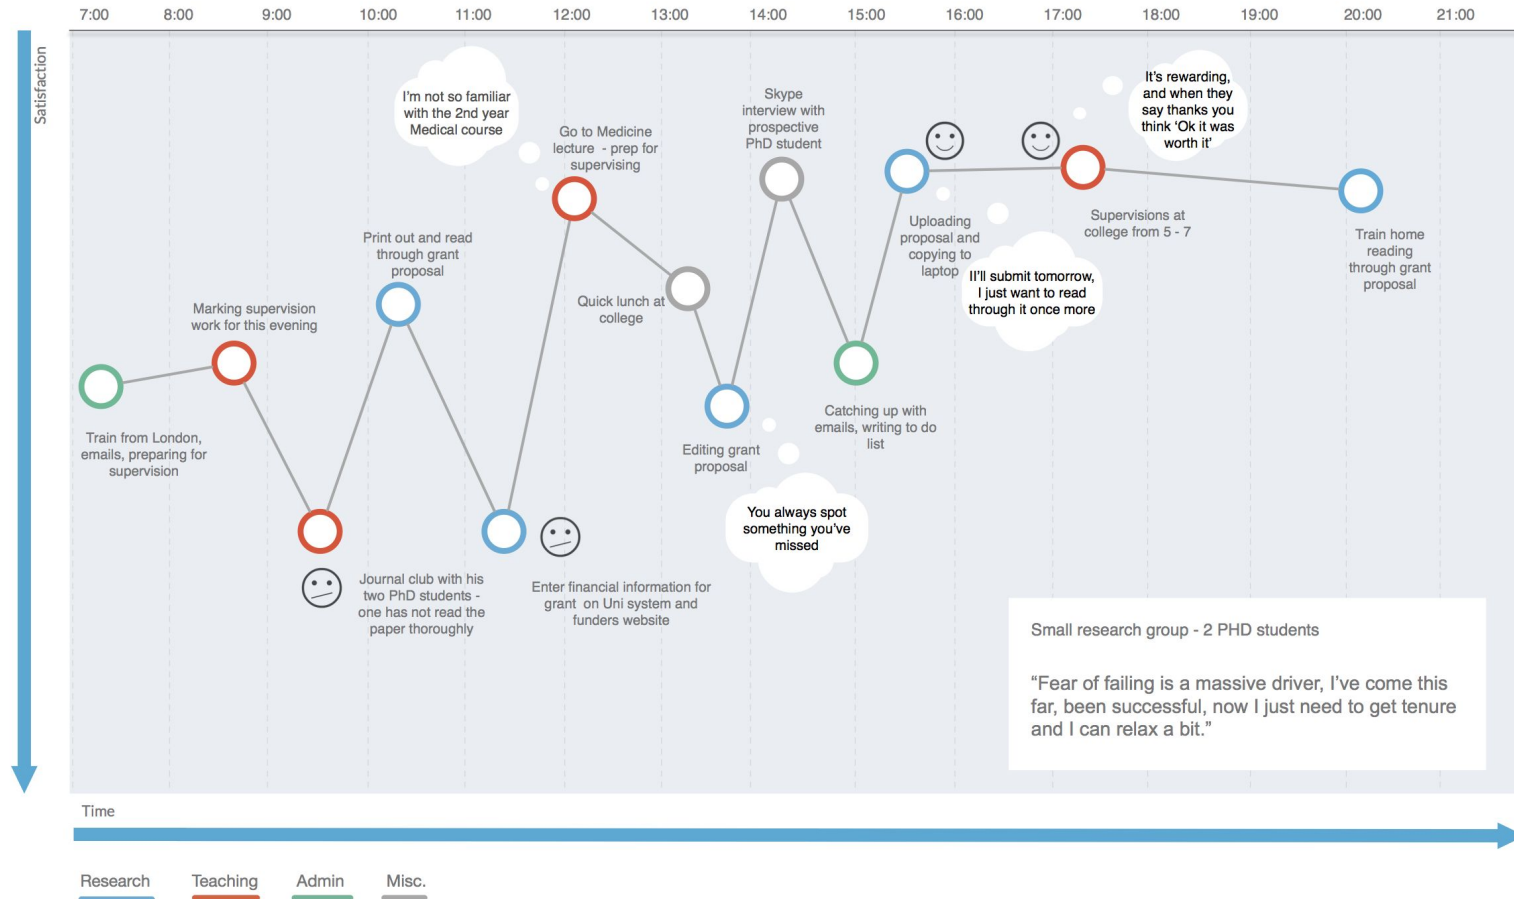 7:00 8:00 9:00 10:00 11:00 12:00 13:00 14:00 15:00 16:00 17:00 18:00 19:00 20:00 21:00
Satisfaction
I'm not so familiar
with the 2nd year
Medical course
Go to Medicine
lecture - prep for
supervising
Skype
interview with
prospective
PhD student
It's rewarding,
and when they
say thanks you
think 'Ok it was
worth it'
Print out and read
through grant
proposal
Marking supervision
work for this evening
Quick lunch at
college
Uploading
proposal and
copying to
laptop
II'll submit tomorrow,
I just want to read
through it once more
Supervisions at
college from 5 - 7
Train home
reading
through grant
proposal
Train from London,
emails, preparing for
supervision
Editing grant
proposal
Catching up with
emails, writing to do
list
You always spot
something you've
missed
Journal club with his
two PhD students -
one has not read the
paper thoroughly
Enter financial information for
grant on Uni system and
funders website
Small research group - 2 PHD students
“Fear of failing is a massive driver, I've come this
far, been successful, now I just need to get tenure
and I can relax a bit.”
Time
Research Teaching Admin Misc.